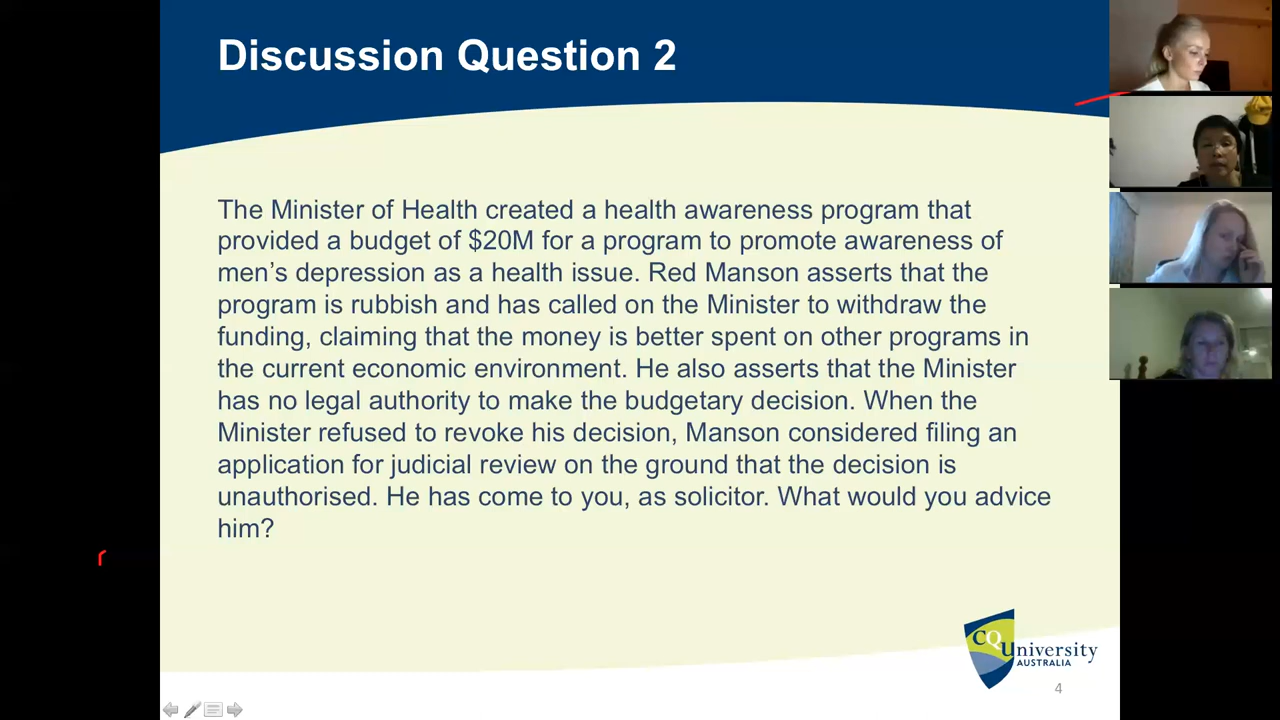 Discussion Question 2
The Minister of Health created a health awareness program that
provided a budget of $20M for a program to promote awareness of
men's depression as a health issue. Red Manson asserts that the
program is rubbish and has called on the Minister to withdraw the
funding, claiming that the money is better spent on other programs in
the current economic environment. He also asserts that the Minister
has no legal authority to make the budgetary decision. When the
Minister refused to revoke his decision, Manson considered filing an
application for judicial review on the ground that the decision is
unauthorised. He has come to you, as solicitor. What would you advice
him?
CQUniversity
AUSTRALIA
4